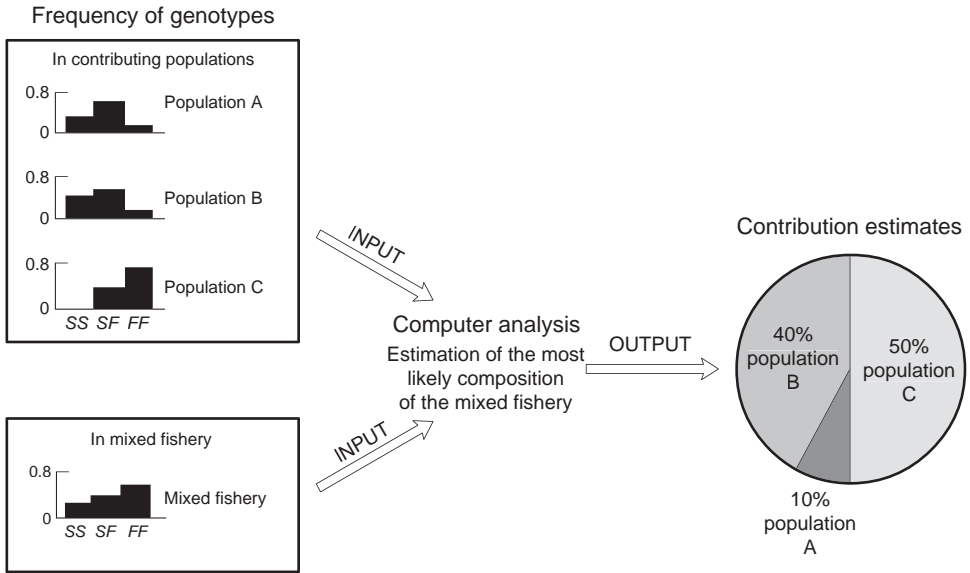 Frequency of genotypes
In contributing populations
0.8
Population A
0
0.8
Population B
0
0.8
Population C
0
SS SF FF
In mixed fishery
0.8
Mixed fishery
0
SS SF FF
INPUT
INPUT
Computer analysis
Estimation of the most
likely composition
of the mixed fishery
OUTPUT
Contribution estimates
40%
population
B
50%
population
C
10%
population
A